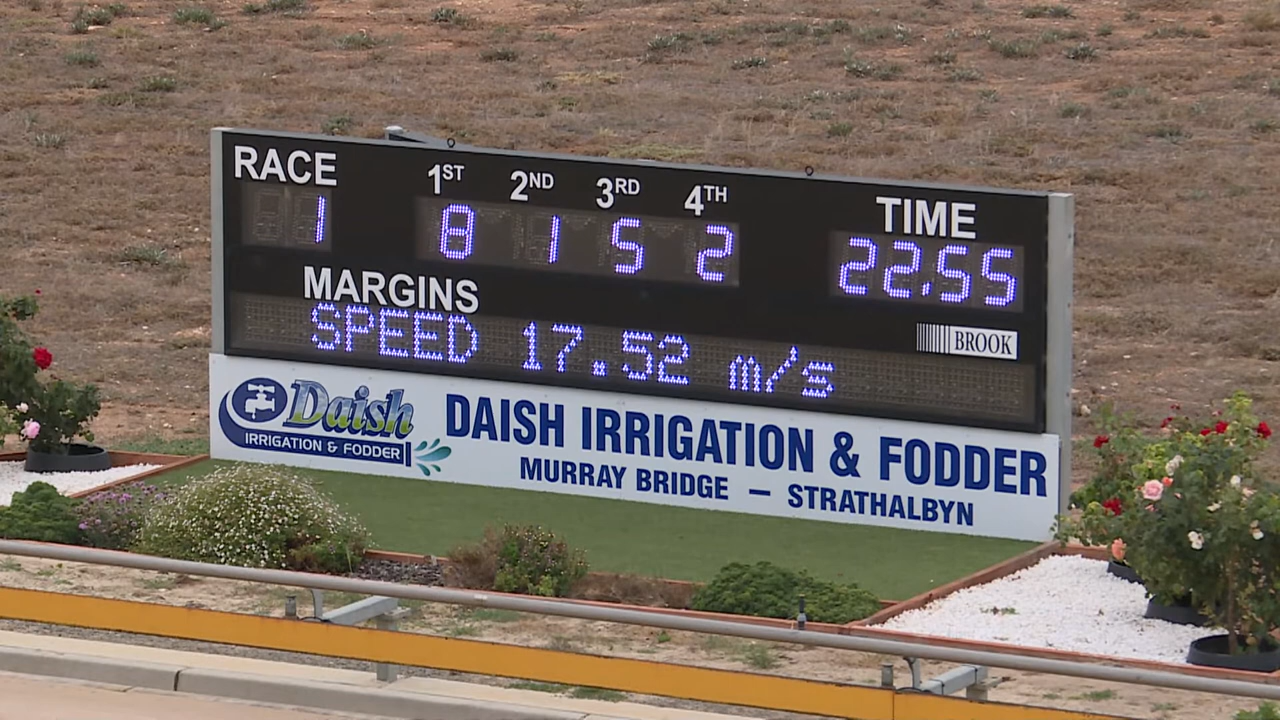 RACE 1ST 2ND 3RD 4TH TIME
1 8 1 5 2 22.55
MARGINS
SPEED 17.52 m/s
BROOK
Daish
IRRIGATION & FODDER
DAISH IRRIGATION & FODDER
MURRAY BRIDGE – STRATHALBYN